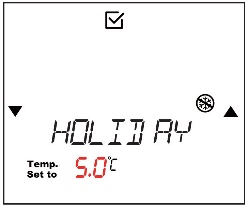 HOLIDAY
Temp.
Set to 5.0°C